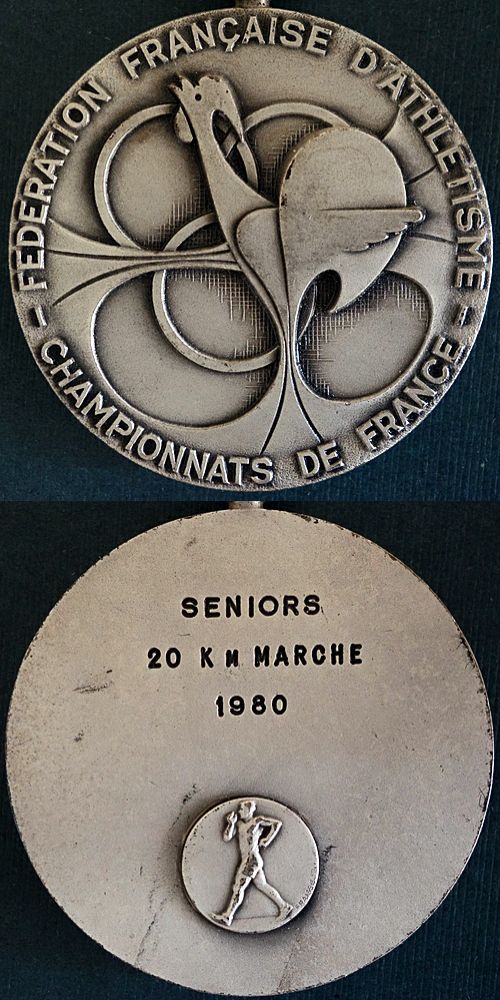 FEDERATION FRANÇAISE D'ATHLETISME
- CHAMPIONNATS DE FRANCE -
SENIORS
20 KM MARCHE
1980